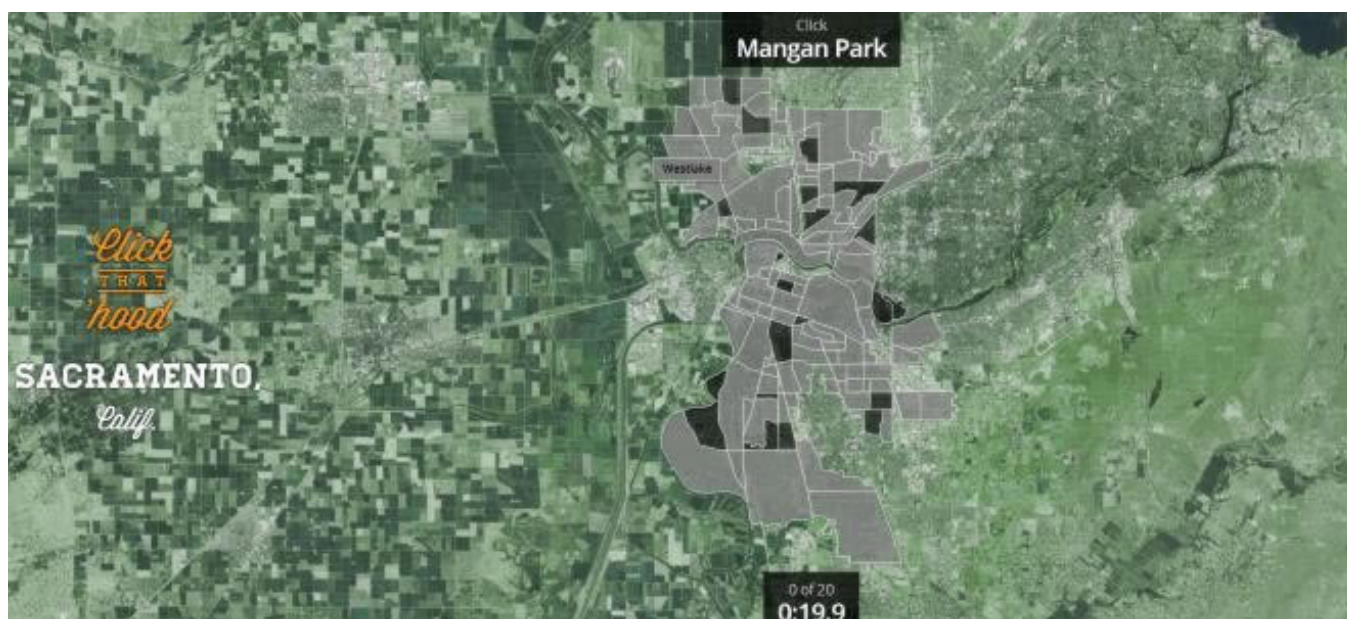 Click
Mangan Park
Westlake
Click
THAT
'hood
SACRAMENTO,
Calif.
0 of 20
0:19.9